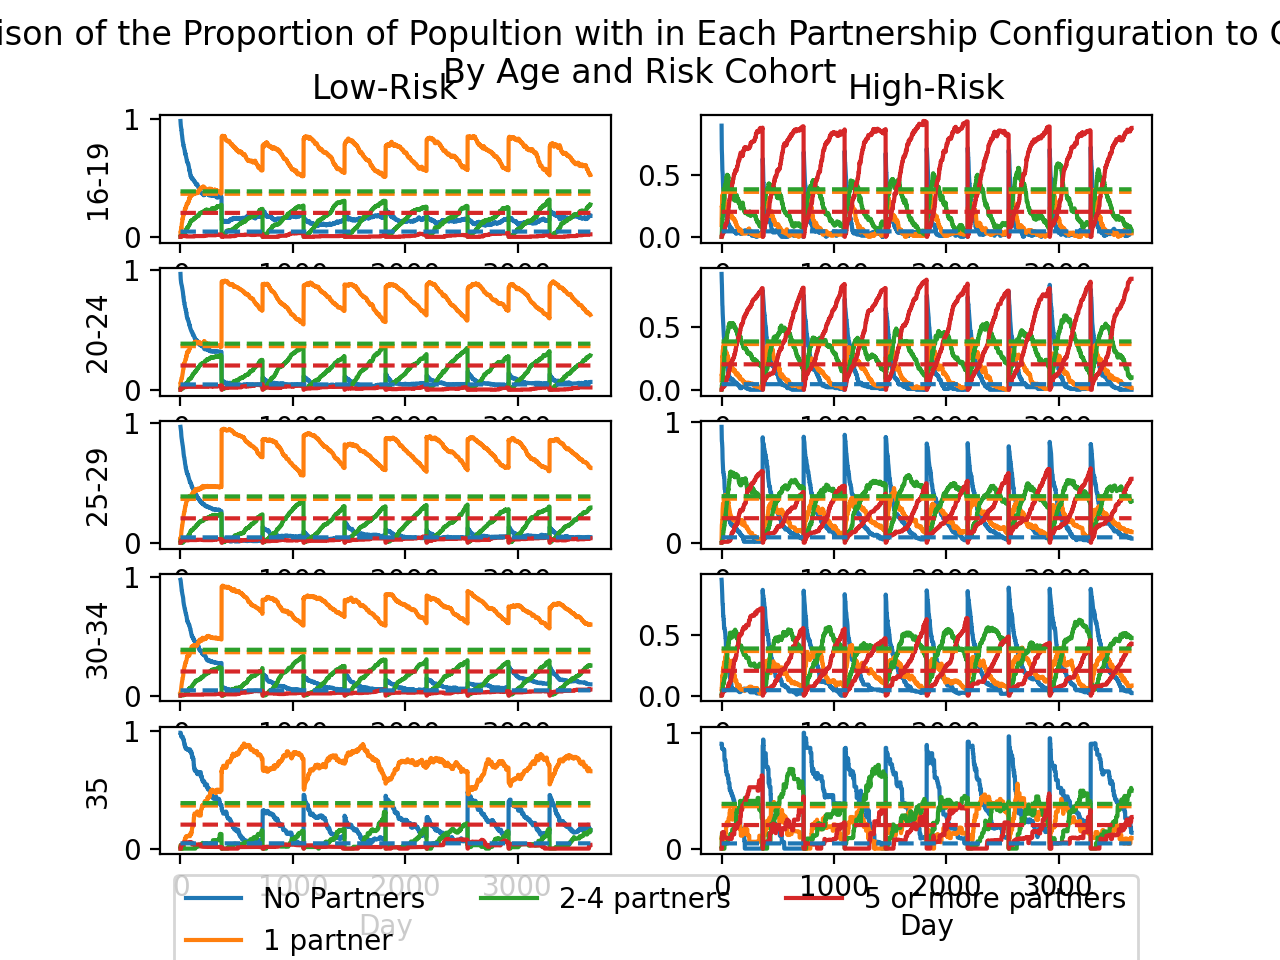 ison of the Proportion of Popultion with in Each Partnership Configuration to
By Age and Risk Cohort
Low-Risk
High-Risk
1
0
16-19
0.5
0.0
1
0
20-24
0.5
0.0
1
0
25-29
1
0
30-34
1
0
0.5
0.0
35
1
0
1
0
0 1000 2000 3000
0 1000 2000 3000
Day
Day
No Partners
2-4 partners
5 or more partners
1 partner